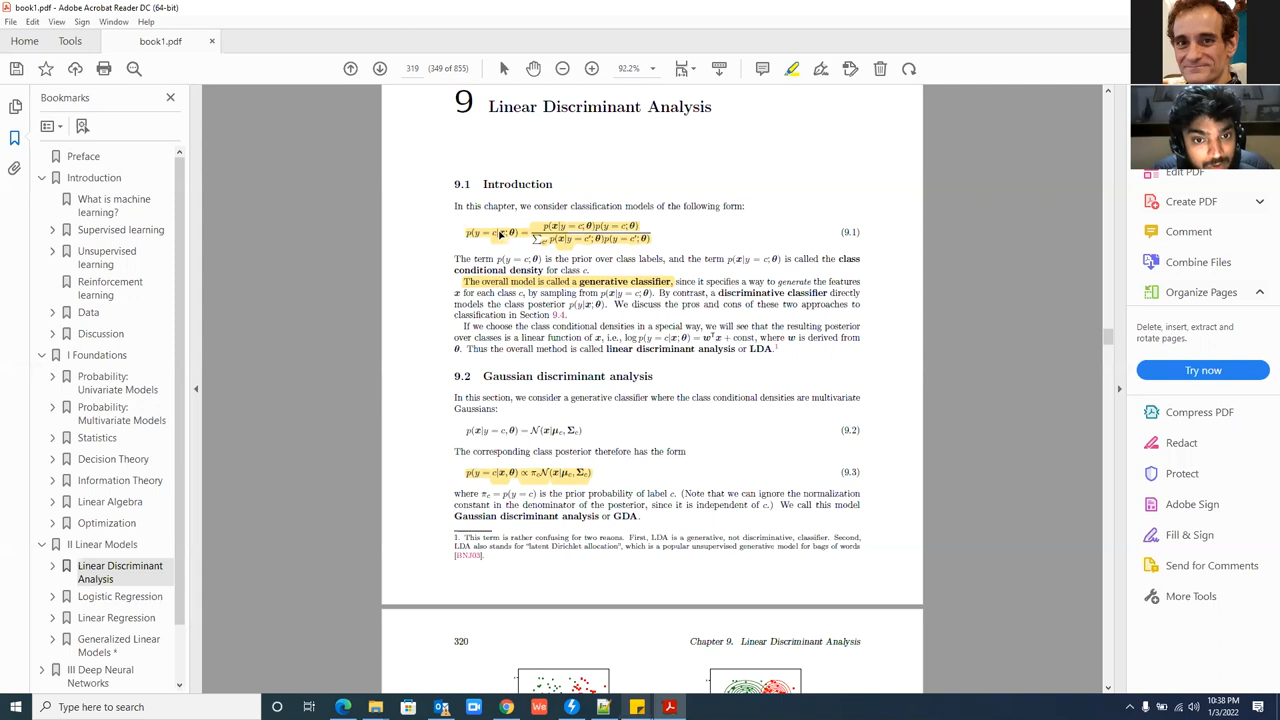 book1.pdf - Adobe Acrobat Reader DC (64-bit)
File Edit View Sign Window Help
Home Tools book1.pdf
319 (349 of 855) 92.2%
Bookmarks
Preface
Introduction
What is machine
learning?
Supervised learning
Unsupervised
learning
Reinforcement
learning
Data
Discussion
I Foundations
Probability:
Univariate Models
Probability:
Multivariate Models
Statistics
Decision Theory
Information Theory
Linear Algebra
Optimization
II Linear Models
Linear Discriminant
Analysis
Logistic Regression
Linear Regression
Generalized Linear
Models *
III Deep Neural
Networks
9 Linear Discriminant Analysis
9.1 Introduction
In this chapter, we consider classification models of the following form:
p(y = c|x; θ) = p(x|y = c; θ)p(y = c; θ) / ∑c′ p(x|y = c′; θ)p(y = c′; θ) (9.1)
The term p(y = c; θ) is the prior over class labels, and the term p(x|y = c; θ) is called the class
conditional density for class c.
The overall model is called a generative classifier, since it specifies a way to generate the features
x for each class c, by sampling from p(x|y = c; θ). By contrast, a discriminative classifier directly
models the class posterior p(y|x; θ). We discuss the pros and cons of these two approaches to
classification in Section 9.4.
If we choose the class conditional densities in a special way, we will see that the resulting posterior
over classes is a linear function of x, i.e., log p(y = c|x; θ) = wᵀx + const, where w is derived from
θ. Thus the overall method is called linear discriminant analysis or LDA.¹
9.2 Gaussian discriminant analysis
In this section, we consider a generative classifier where the class conditional densities are multivariate
Gaussians:
p(x|y = c, θ) = N(x|μc, Σc) (9.2)
The corresponding class posterior therefore has the form
p(y = c|x, θ) ∝ πcN(x|μc, Σc) (9.3)
where πc = p(y = c) is the prior probability of label c. (Note that we can ignore the normalization
constant in the denominator of the posterior, since it is independent of c.) We call this model
Gaussian discriminant analysis or GDA.
1. This term is rather confusing for two reaons. First, LDA is a generative, not discriminative, classifier. Second,
LDA also stands for "latent Dirichlet allocation", which is a popular unsupervised generative model for bags of words
[BNJ03].
320 Chapter 9. Linear Discriminant Analysis
Edit PDF
Create PDF
Comment
Combine Files
Organize Pages
Delete, insert, extract and
rotate pages.
Try now
Compress PDF
Redact
Protect
Adobe Sign
Fill & Sign
Send for Comments
More Tools
Type here to search
We
10:38 PM
1/3/2022